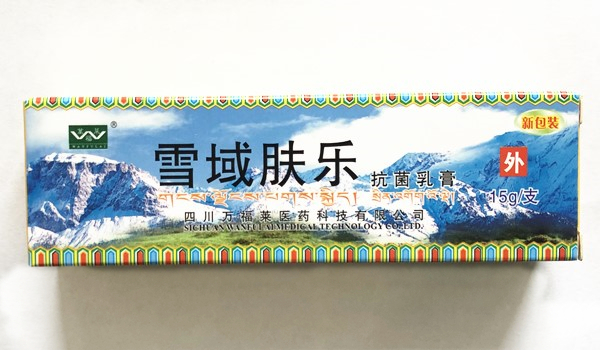 WANFULAI
®
新包装
雪域肤乐 抗菌乳膏
外
15g/支
四川万福莱医药科技有限公司
SICHUAN WANFULAI MEDICAL TECHNOLOGY CO.,LTD.